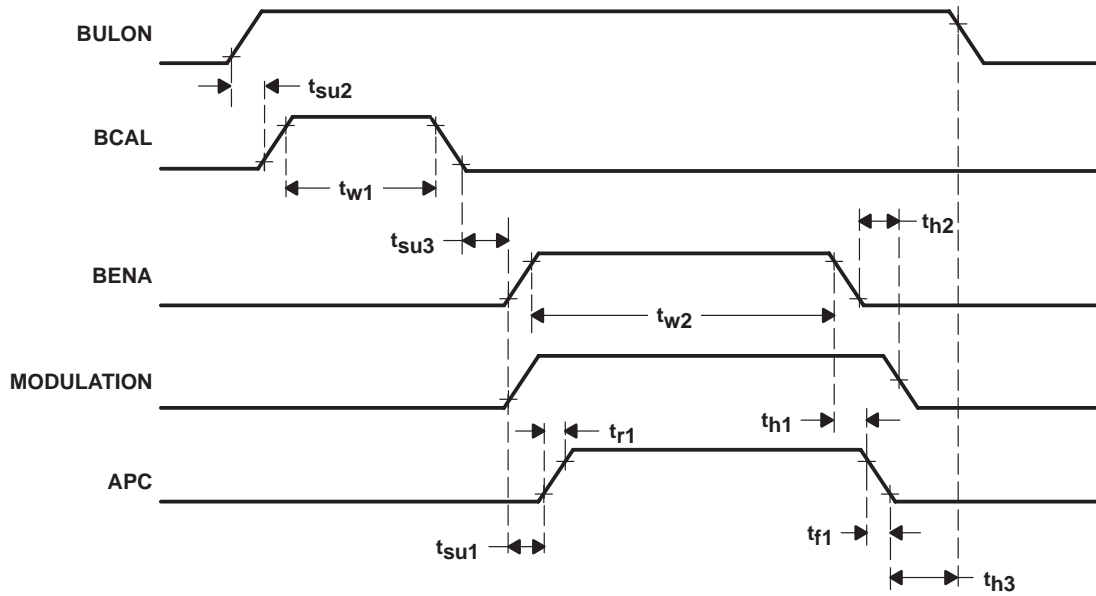 BULON
tsu2
BCAL
tw1
tsu3
th2
BENA
tw2
MODULATION
th1
tr1
APC
tf1
tsu1
th3